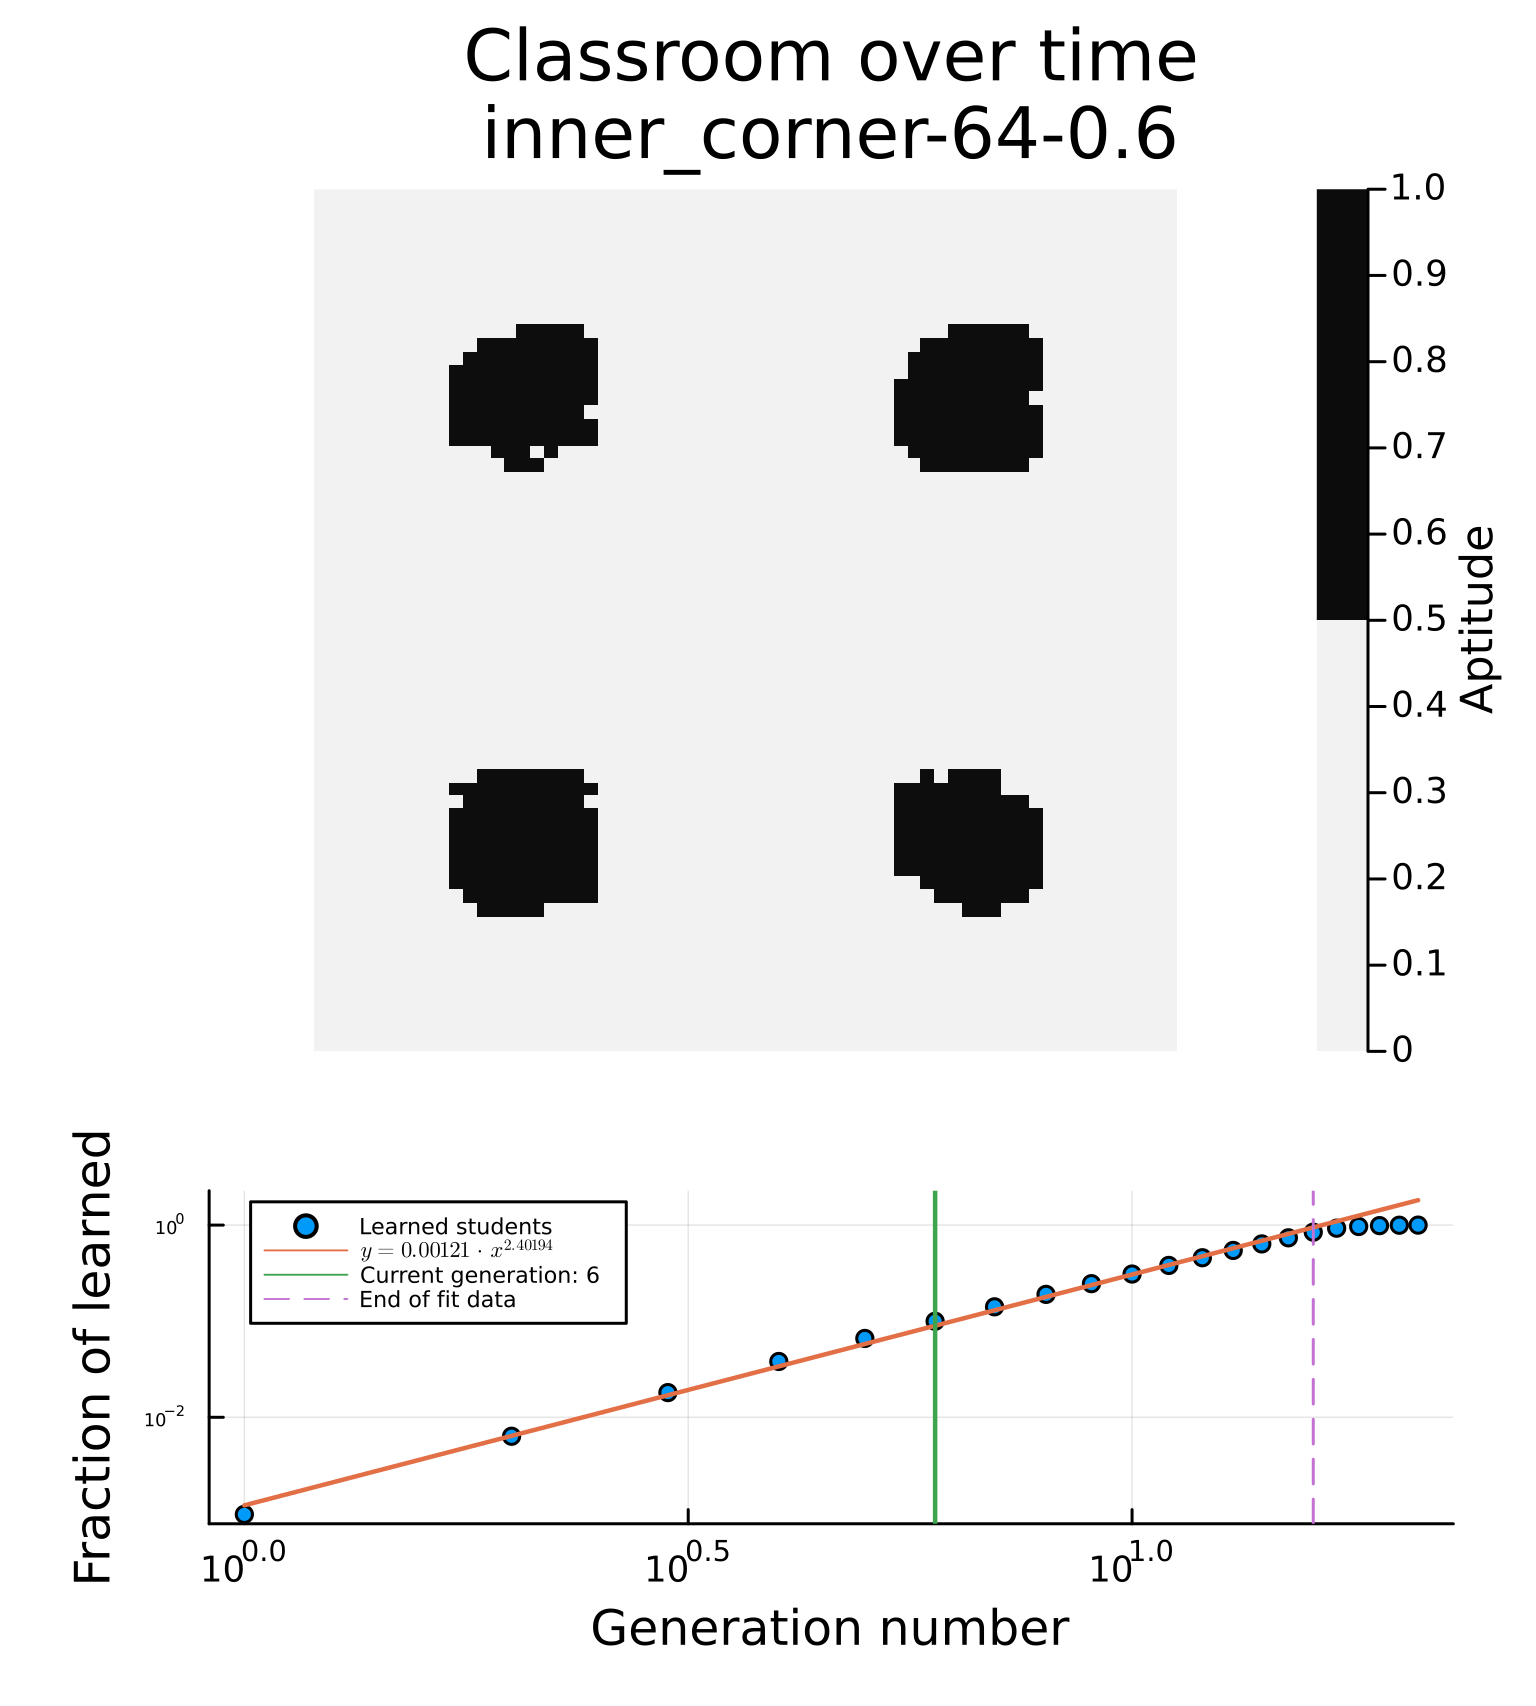 Classroom over time
inner_corner-64-0.6
1.0
0.9
0.8
0.7
0.6
0.5
0.4
0.3
0.2
0.1
0
Aptitude
Fraction of learned
10⁰
10⁻²
Learned students
y = 0.00121 · x^2.40194
Current generation: 6
End of fit data
10^0.0
10^0.5
10^1.0
Generation number